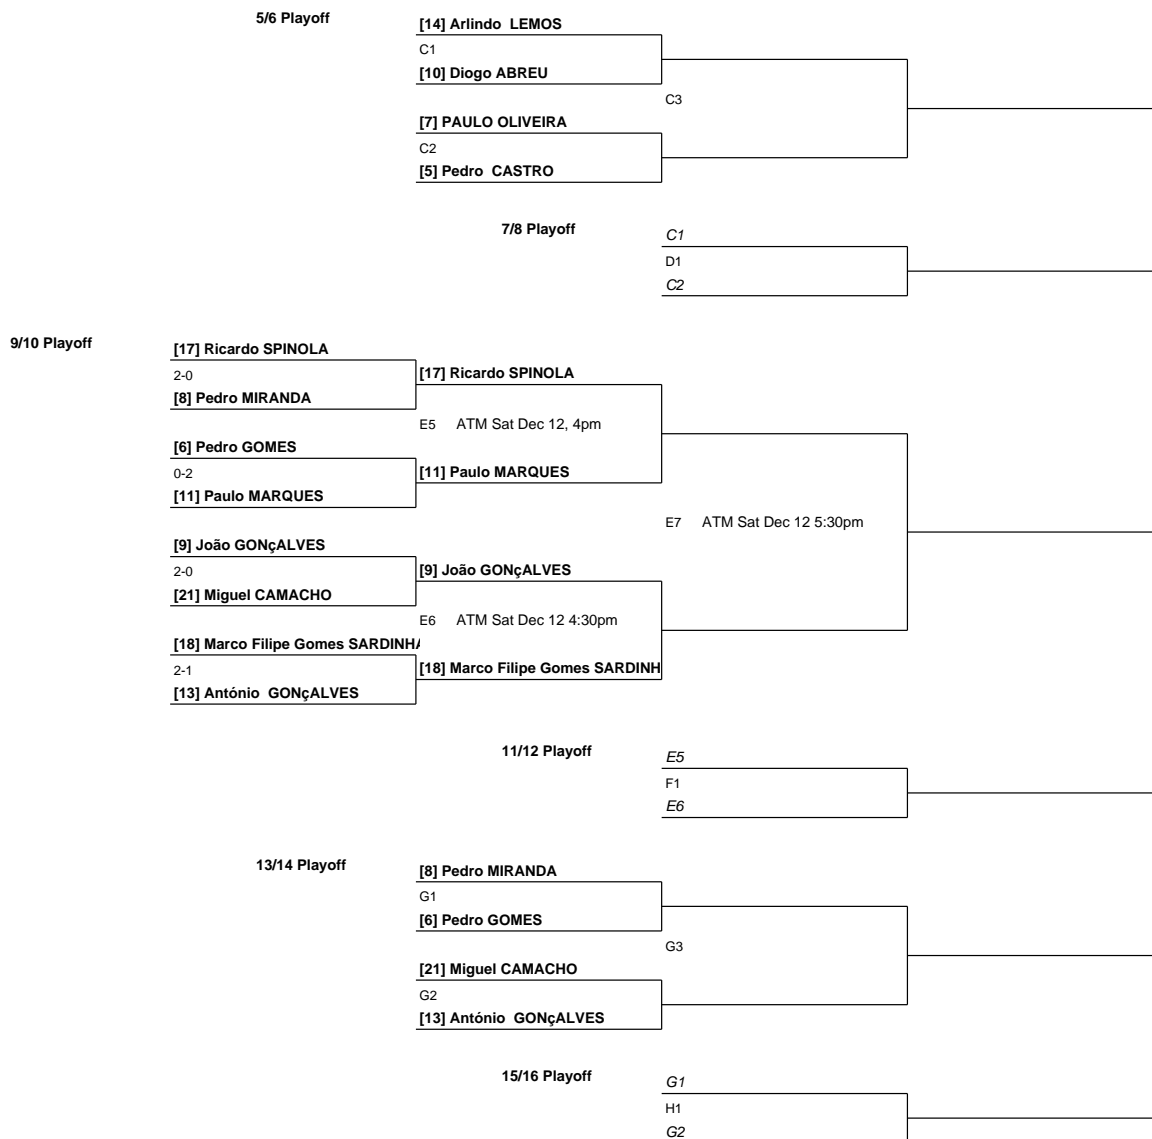 5/6 Playoff
[14] Arlindo  LEMOS
C1
[10] Diogo ABREU
C3
[7] PAULO OLIVEIRA
C2
[5] Pedro  CASTRO
7/8 Playoff
C1
D1
C2
9/10 Playoff
[17] Ricardo SPINOLA
2-0
[8] Pedro MIRANDA
[17] Ricardo SPINOLA
E5 ATM Sat Dec 12, 4pm
[6] Pedro GOMES
0-2
[11] Paulo MARQUES
[11] Paulo MARQUES
E7 ATM Sat Dec 12 5:30pm
[9] João GONçALVES
2-0
[21] Miguel CAMACHO
[9] João GONçALVES
E6 ATM Sat Dec 12 4:30pm
[18] Marco Filipe Gomes SARDINHA
2-1
[13] António  GONçALVES
[18] Marco Filipe Gomes SARDINH
11/12 Playoff
E5
F1
E6
13/14 Playoff
[8] Pedro MIRANDA
G1
[6] Pedro GOMES
G3
[21] Miguel CAMACHO
G2
[13] António  GONçALVES
15/16 Playoff
G1
H1
G2